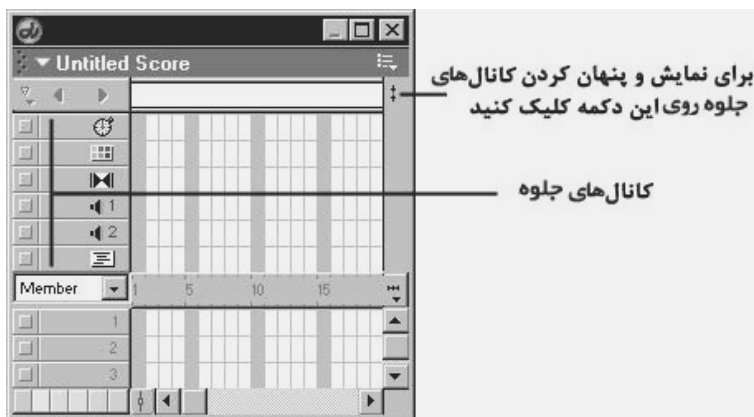 Untitled Score
برای نمایش و پنهان کردن کانال‌های
جلوه روی این دکمه کلیک کنید
1
2
کانال‌های جلوه
Member
1 5 10 15
1
2
3